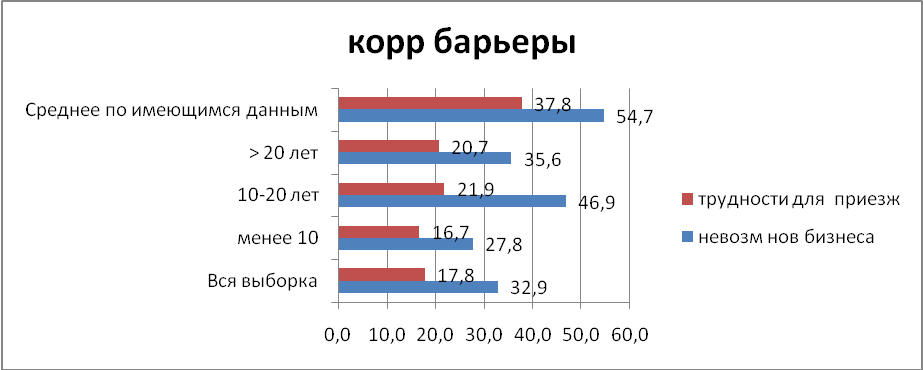 корр барьеры
Среднее по имеющимся данным
37,8
54,7
> 20 лет
20,7
35,6
10-20 лет
21,9
46,9
менее 10
16,7
27,8
Вся выборка
17,8
32,9
трудности для приезж
невозм нов бизнеса
0,0 10,0 20,0 30,0 40,0 50,0 60,0